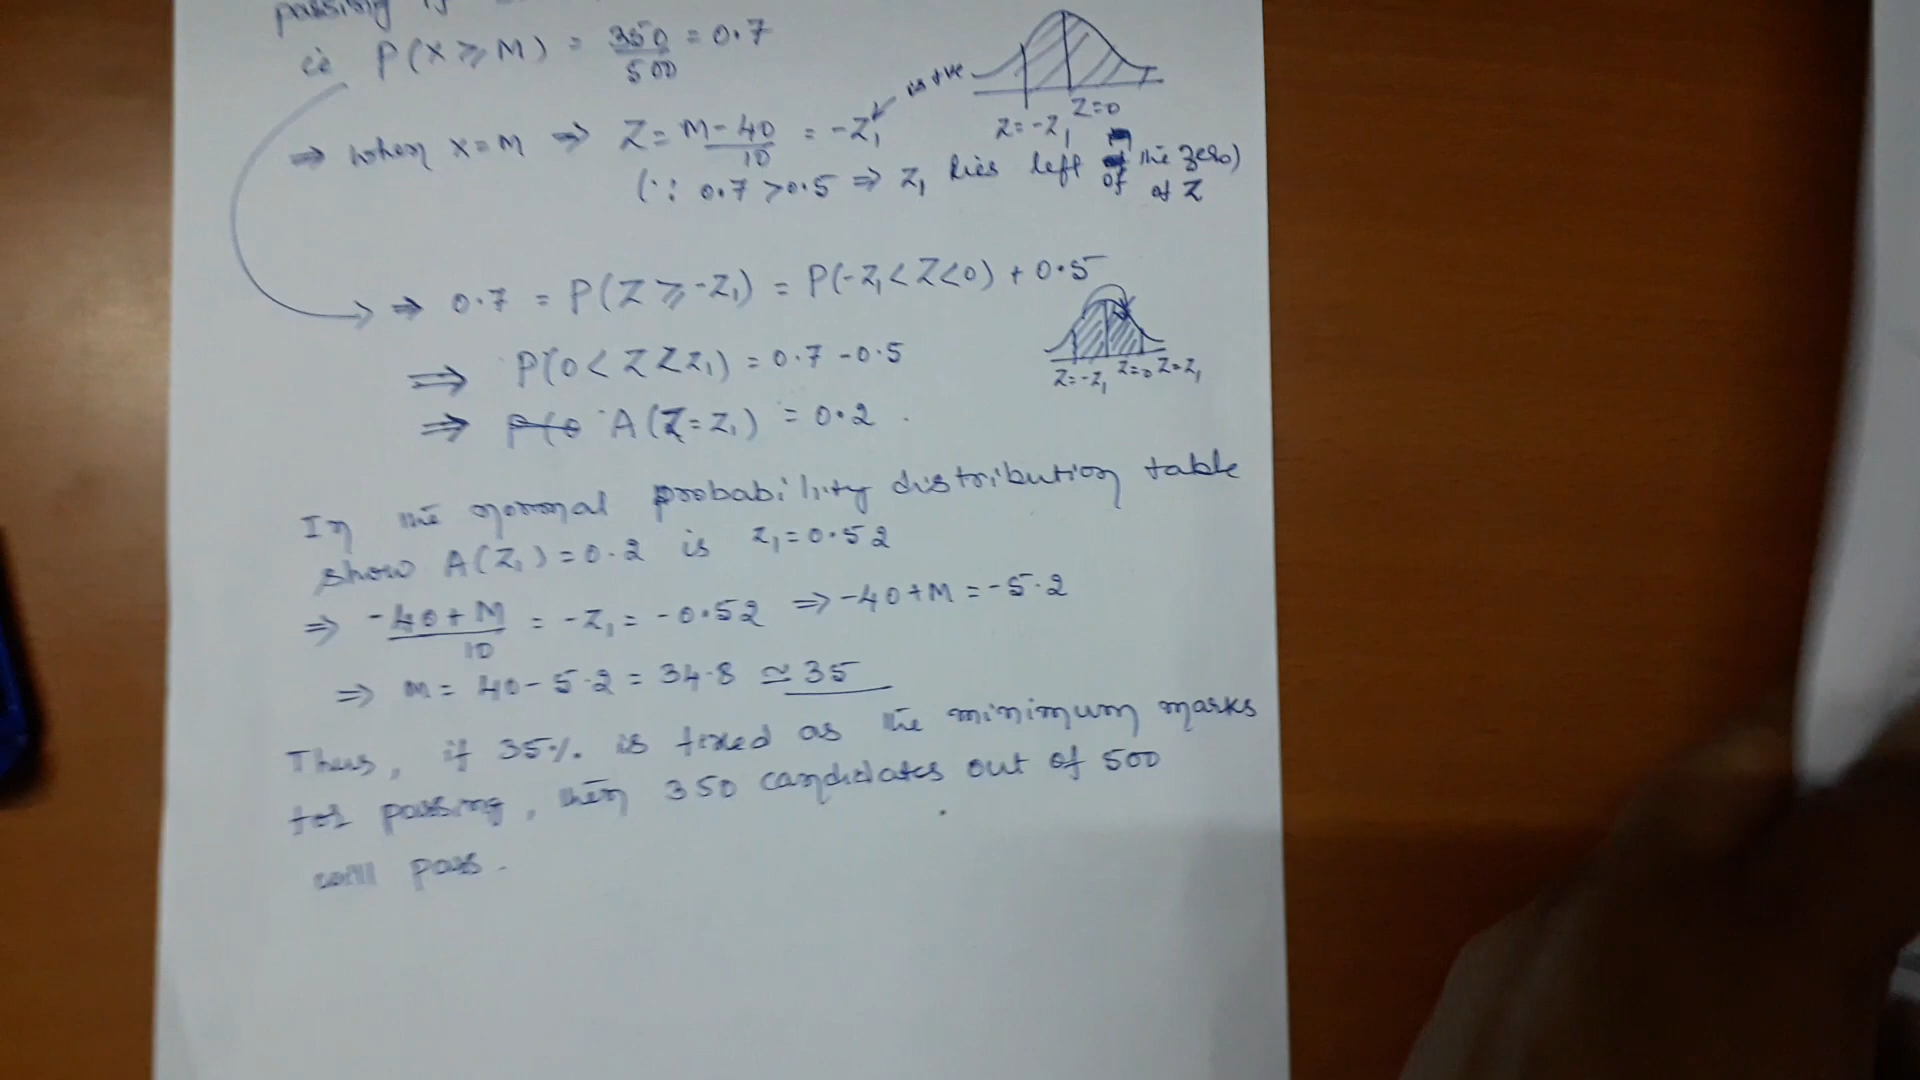 passing is
ie P(X ⩾ M) = 350/500 = 0.7
is +ve
Z=-Z₁ Z=0
⇒ when x=M ⇒ Z= M-40/10 = -Z₁
(∵ 0.7 >0.5 ⇒ Z₁ lies left of the zero)
of Z
⇒ 0.7 = P(Z ⩾ -Z₁) = P(-Z₁<Z<0) + 0.5
⇒ P(0< Z <Z₁) = 0.7 -0.5
Z=-Z₁ Z=0 Z=Z₁
⇒ A(Z=Z₁) = 0.2 .
In the normal probability distribution table
show A(Z₁)=0.2 is Z₁=0.52
⇒ -40+M/10 = -Z₁ = -0.52 ⇒ -40+M = -5.2
⇒ M= 40-5.2 = 34.8 ≃ 35
Thus, if 35% is fixed as the minimum marks
for passing, then 350 candidates out of 500
will pass.